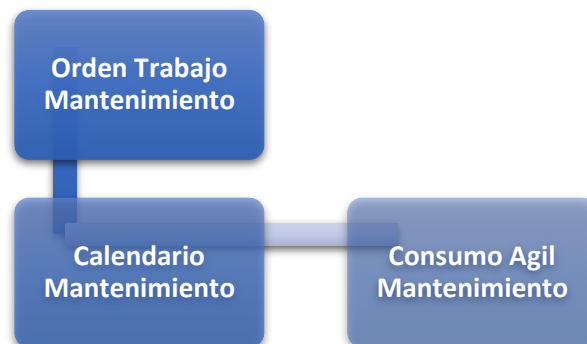 Orden Trabajo
Mantenimiento
Calendario
Mantenimiento
Consumo Agil
Mantenimiento